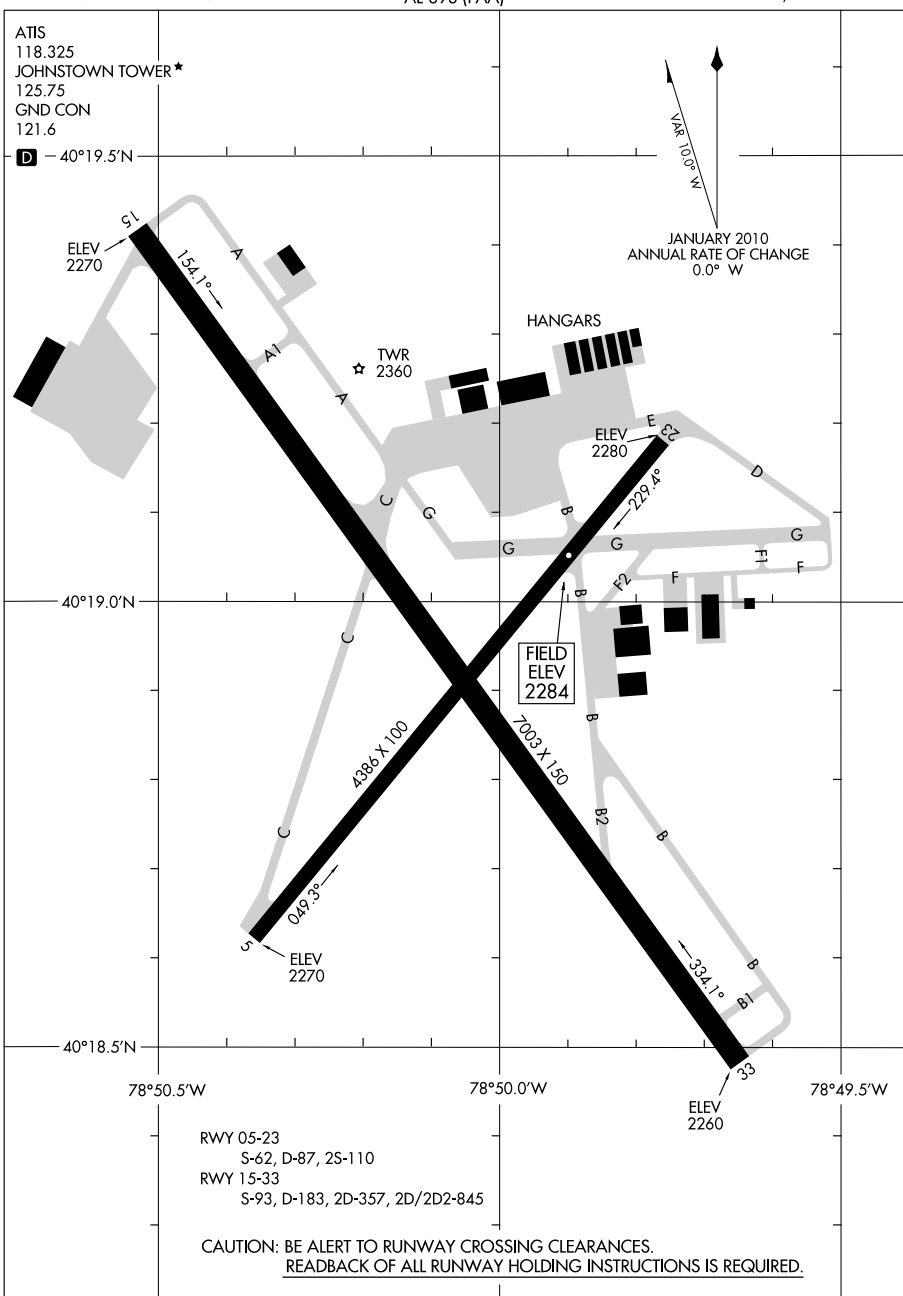 ATIS
118.325
JOHNSTOWN TOWER★
125.75
GND CON
121.6
D
40°19.5'N
VAR 10.0° W
JANUARY 2010
ANNUAL RATE OF CHANGE
0.0° W
15
ELEV
2270
154.1°
A
A1
A
TWR
2360
HANGARS
E
ELEV
2280
23
229.4°
D
C
G
B
G
G
G
F1
F
F
F2
B
40°19.0'N
FIELD
ELEV
2284
C
4386 X 100
7003 X 150
B
B2
B
C
049.3°
5
ELEV
2270
334.1°
B
B1
40°18.5'N
33
78°50.5'W
78°50.0'W
78°49.5'W
ELEV
2260
RWY 05-23
S-62, D-87, 2S-110
RWY 15-33
S-93, D-183, 2D-357, 2D/2D2-845
CAUTION: BE ALERT TO RUNWAY CROSSING CLEARANCES.
READBACK OF ALL RUNWAY HOLDING INSTRUCTIONS IS REQUIRED.